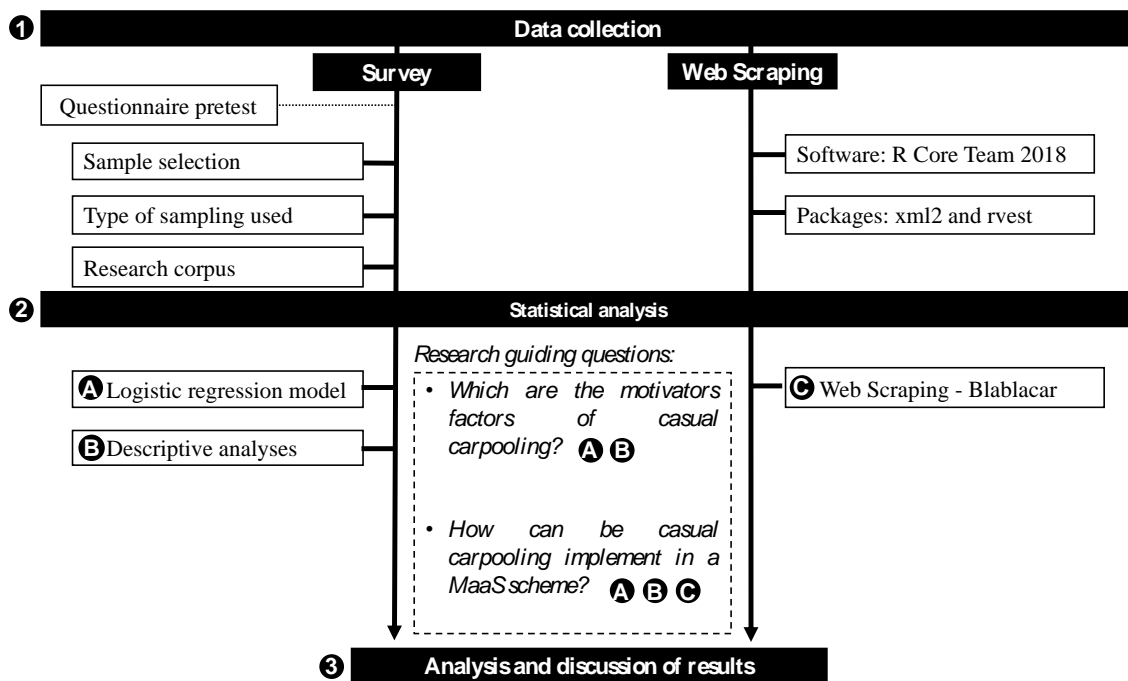 1 Data collection
Survey
Web Scraping
Questionnaire pretest
Sample selection
Type of sampling used
Research corpus
Software: R Core Team 2018
Packages: xml2 and rvest
2 Statistical analysis
A Logistic regression model
B Descriptive analyses
Research guiding questions:
• Which are the motivators
factors of casual
carpooling? A B
• How can be casual
carpooling implement in a
MaaS scheme? A B C
C Web Scraping - Blablacar
3 Analysis and discussion of results